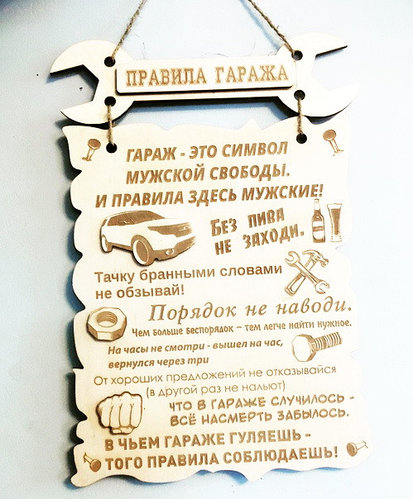 ПРАВИЛА ГАРАЖА
ГАРАЖ - ЭТО СИМВОЛ
МУЖСКОЙ СВОБОДЫ.
И ПРАВИЛА ЗДЕСЬ МУЖСКИЕ!
БЕЗ ПИВА
НЕ ЗАХОДИ.
Тачку бранными словами
не обзывай!
Порядок не наводи.
Чем больше беспорядок – тем легче найти нужное.
На часы не смотри - вышел на час,
вернулся через три
От хороших предложений не отказывайся
(в другой раз не нальют)
ЧТО В ГАРАЖЕ СЛУЧИЛОСЬ -
ВСЁ НАСМЕРТЬ ЗАБЫЛОСЬ.
В ЧЬЕМ ГАРАЖЕ ГУЛЯЕШЬ -
ТОГО ПРАВИЛА СОБЛЮДАЕШЬ!